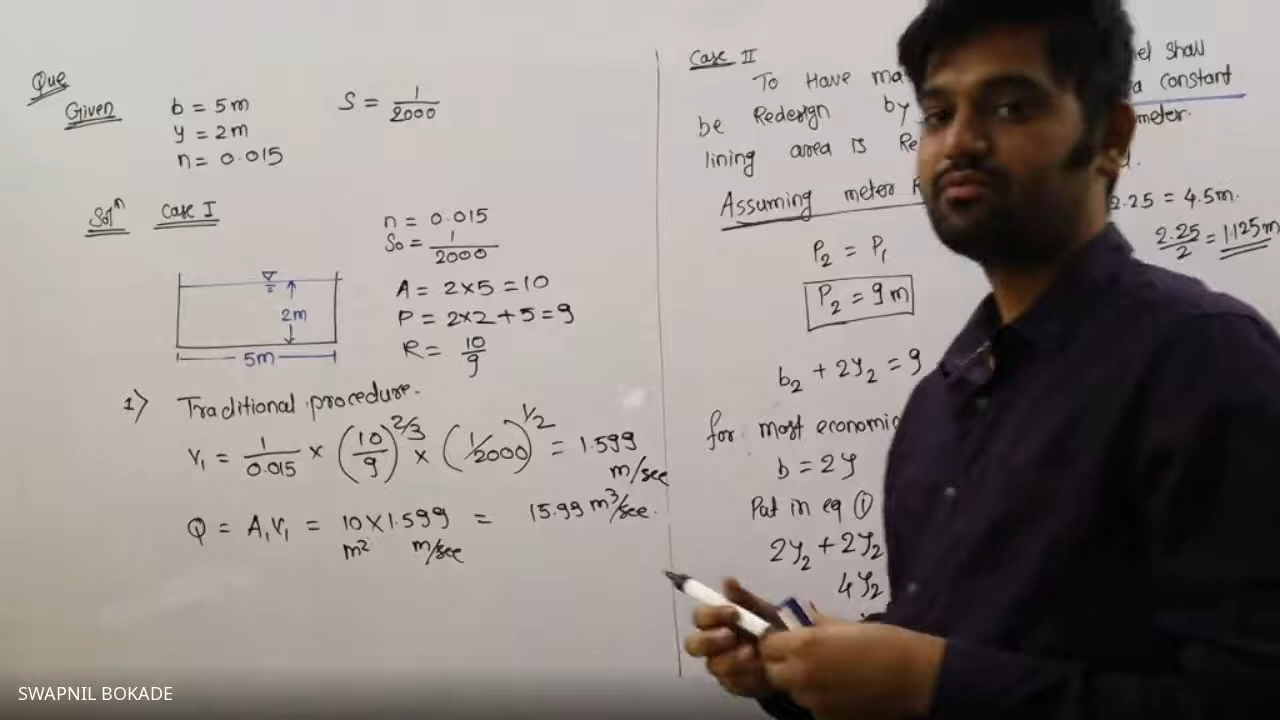 Que
Given b = 5m S = 1/2000
y = 2m
n = 0.015
Solⁿ Case I
n = 0.015
S₀ = 1/2000
A = 2×5 = 10
P = 2×2 + 5 = 9
R = 10/9
2m
5m
1) Traditional procedure.
V₁ = 1/0.015 × (10/9)^2/3 × (1/2000)^1/2 = 1.599 m/sec
Q = A₁V₁ = 10 × 1.599 = 15.99 m³/sec.
m² m/sec
Case II
To Have ma shall
be Redesign by a constant
lining area is Re meter.
Assuming meter
2.25 = 4.5m.
2.25/2 = 1.125m
P₂ = P₁
P₂ = 9m
b₂ + 2y₂ = 9
for most economic
b = 2y
Put in eq ①
2y₂ + 2y₂
4y₂
SWAPNIL BOKADE